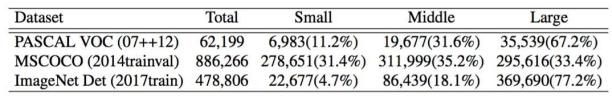 Dataset Total Small Middle Large
PASCAL VOC (07++12) 62,199 6,983(11.2%) 19,677(31.6%) 35,539(67.2%)
MSCOCO (2014trainval) 886,266 278,651(31.4%) 311,999(35.2%) 295,616(33.4%)
ImageNet Det (2017train) 478,806 22,677(4.7%) 86,439(18.1%) 369,690(77.2%)